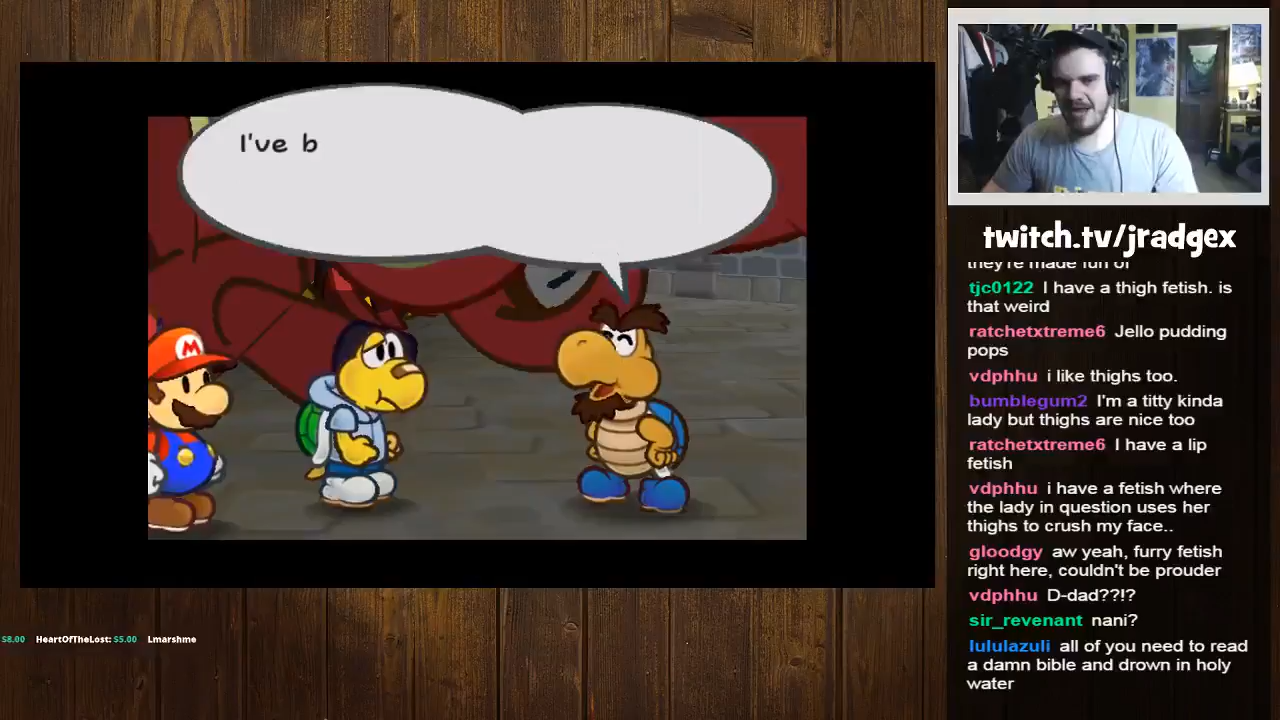 I've b
M
twitch.tv/jradgex
they're made fun of
tjc0122 I have a thigh fetish. is
that weird
ratchetxtreme6 Jello pudding
pops
vdphhu i like thighs too.
bumblegum2 I'm a titty kinda
lady but thighs are nice too
ratchetxtreme6 I have a lip
fetish
vdphhu i have a fetish where
the lady in question uses her
thighs to crush my face..
gloodgy aw yeah, furry fetish
right here, couldn't be prouder
vdphhu D-dad??!?
sir_revenant nani?
lululazuli all of you need to read
a damn bible and drown in holy
water
$8.00 HeartOfTheLost: $5.00 Lmarshme